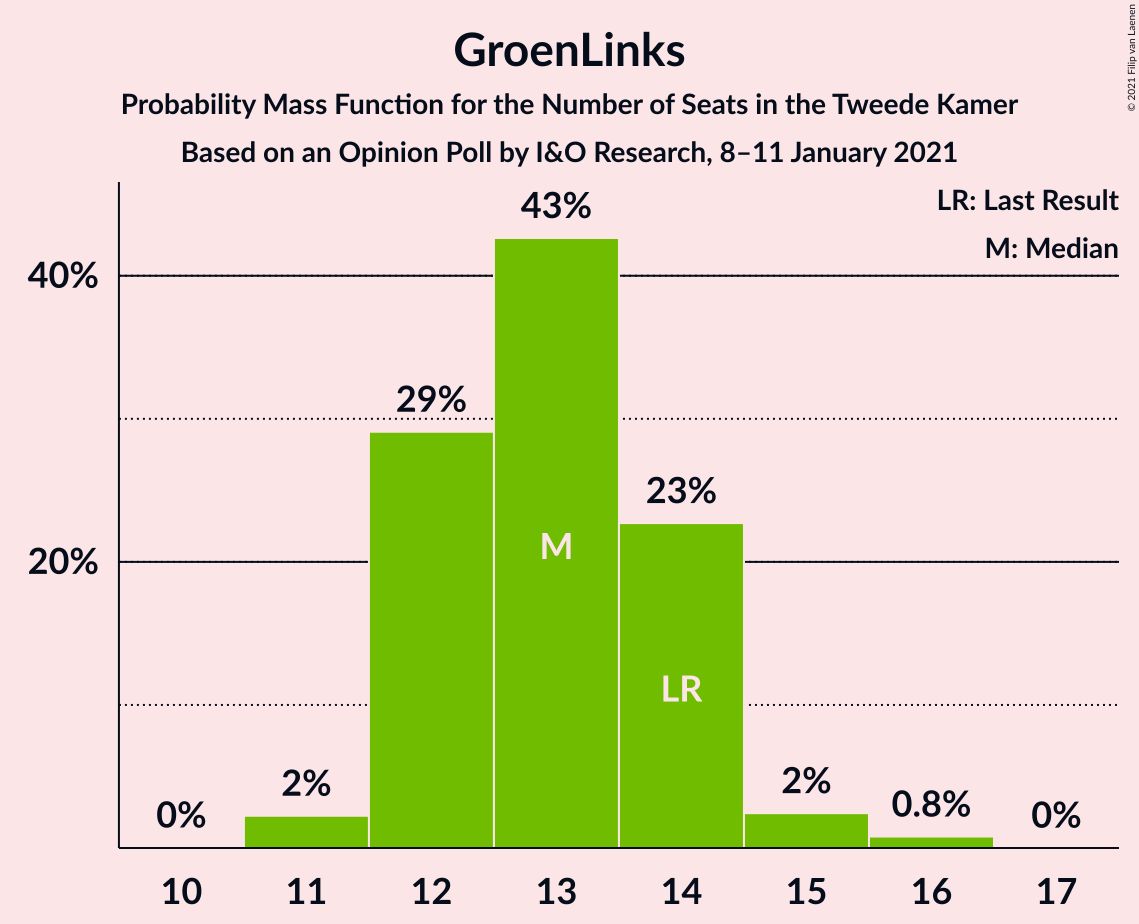 GroenLinks
Probability Mass Function for the Number of Seats in the Tweede Kamer
Based on an Opinion Poll by I&O Research, 8–11 January 2021
© 2021 Filip van Laenen
LR: Last Result
M: Median
40%
20%
0%
2%
29%
43%
23%
2%
0.8%
0%
M
LR
10 11 12 13 14 15 16 17